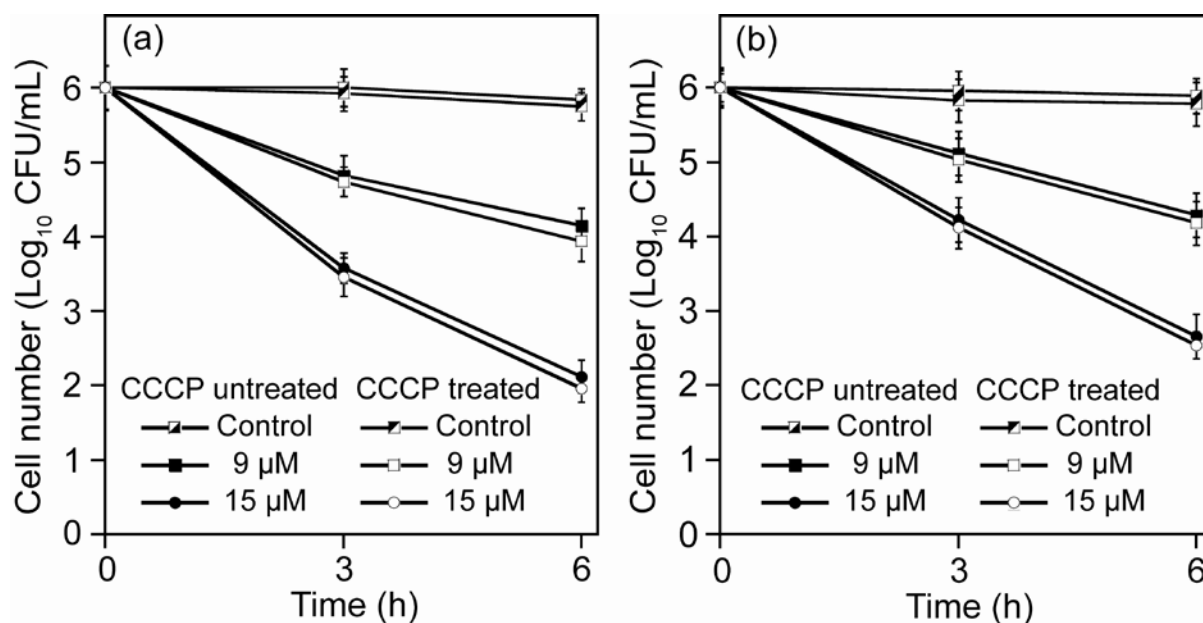 (a)
Cell number (Log10 CFU/mL)
6
5
4
3
2
1
0
CCCP untreated CCCP treated
Control Control
9 µM 9 µM
15 µM 15 µM
0 3 6
Time (h)
(b)
Cell number (Log10 CFU/mL)
6
5
4
3
2
1
0
CCCP untreated CCCP treated
Control Control
9 µM 9 µM
15 µM 15 µM
0 3 6
Time (h)